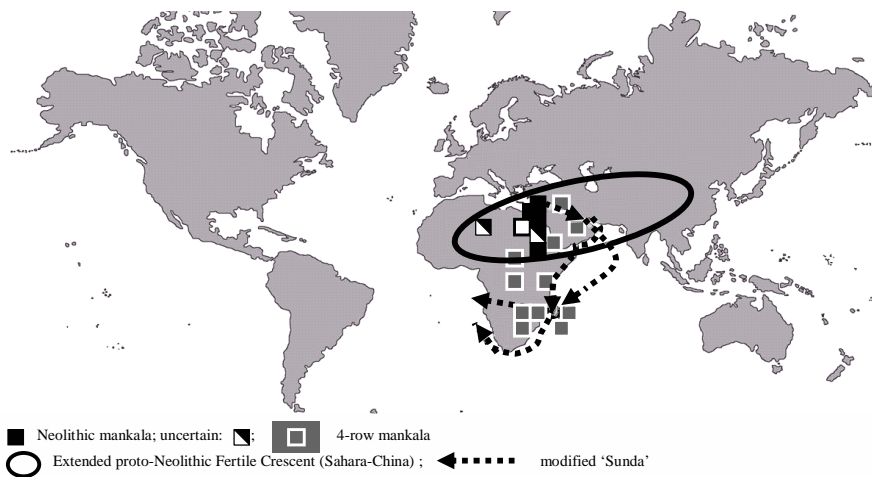 Neolithic mankala; uncertain: ; 4-row mankala
Extended proto-Neolithic Fertile Crescent (Sahara-China) ; modified ‘Sunda’